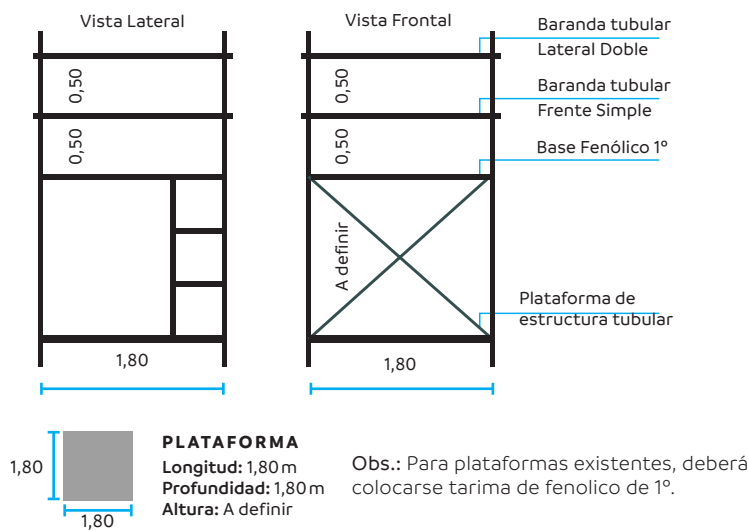 Vista Lateral
0,50
0,50
1,80
Vista Frontal
0,50
0,50
A definir
1,80
Baranda tubular
Lateral Doble
Baranda tubular
Frente Simple
Base Fenólico 1°
Plataforma de
estructura tubular
1,80
1,80
PLATAFORMA
Longitud: 1,80 m
Profundidad: 1,80 m
Altura: A definir
Obs.: Para plataformas existentes, deberá
colocarse tarima de fenolico de 1°.